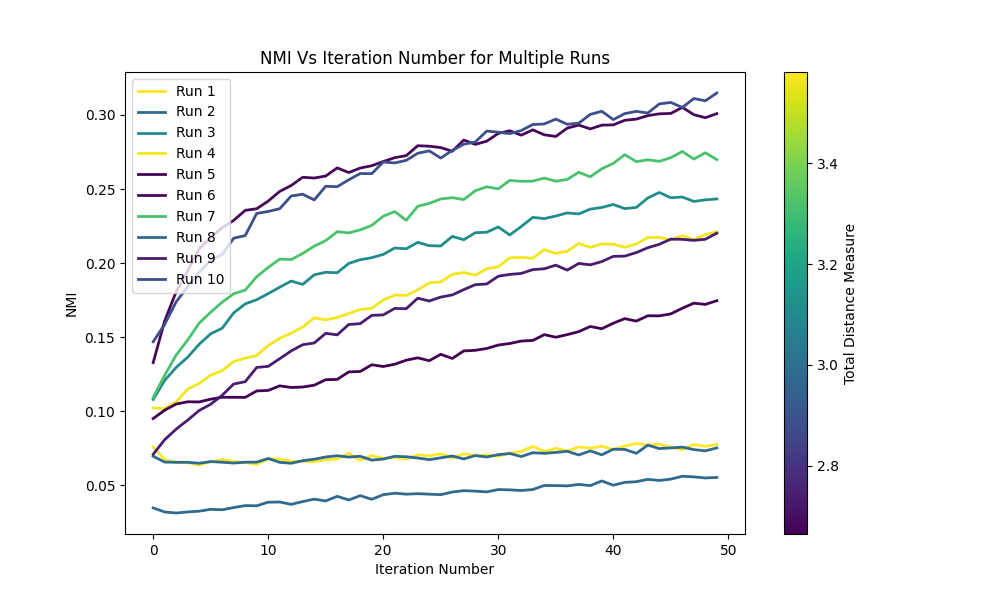 NMI Vs Iteration Number for Multiple Runs
Run 1
Run 2
Run 3
Run 4
Run 5
Run 6
Run 7
Run 8
Run 9
Run 10
0.30
0.25
0.20
0.15
0.10
0.05
NMI
0
10
20
30
40
50
Iteration Number
3.4
3.2
3.0
2.8
Total Distance Measure